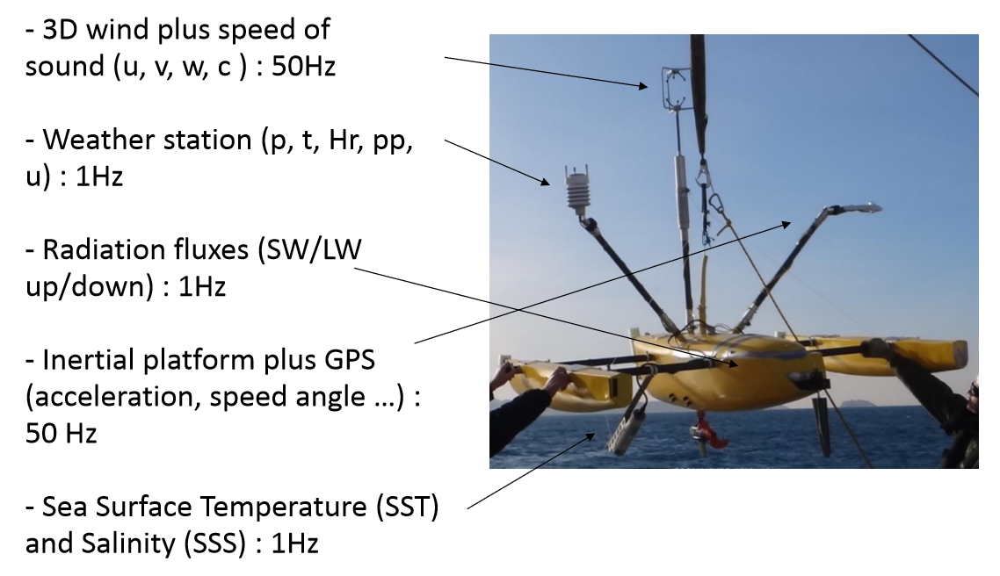 - 3D wind plus speed of
sound (u, v, w, c ) : 50Hz
- Weather station (p, t, Hr, pp,
u) : 1Hz
- Radiation fluxes (SW/LW
up/down) : 1Hz
- Inertial platform plus GPS
(acceleration, speed angle ...) :
50 Hz
- Sea Surface Temperature (SST)
and Salinity (SSS) : 1Hz